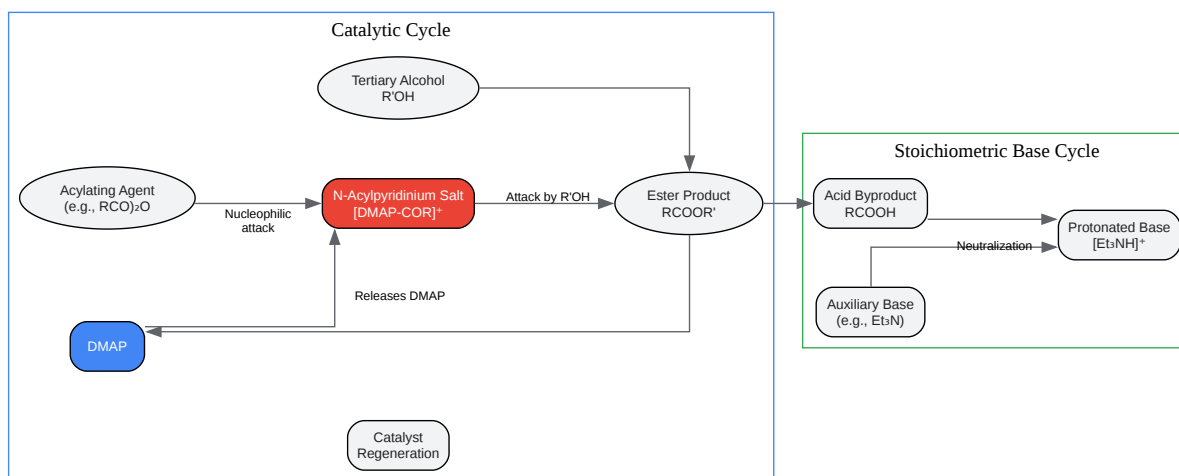 Catalytic Cycle
Tertiary Alcohol
R'OH
Stoichiometric Base Cycle
Acylating Agent
(e.g., RCO)₂O
Nucleophilic
attack
N-Acylpyridinium Salt
[DMAP-COR]⁺
Attack by R'OH
Ester Product
RCOOR'
Acid Byproduct
RCOOH
Protonated Base
[Et₃NH]⁺
Neutralization
Auxiliary Base
(e.g., Et₃N)
Releases DMAP
DMAP
Catalyst
Regeneration